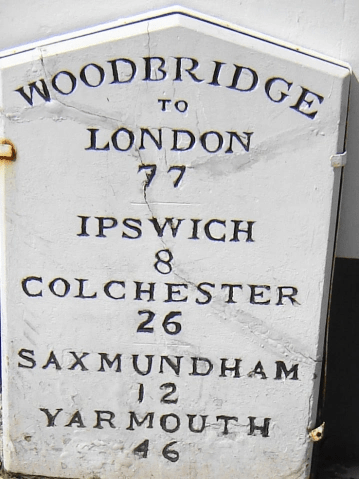 WOODBRIDGE
TO
LONDON
77
IPSWICH
8
COLCHESTER
26
SAXMUNDHAM
12
YARMOUTH
46